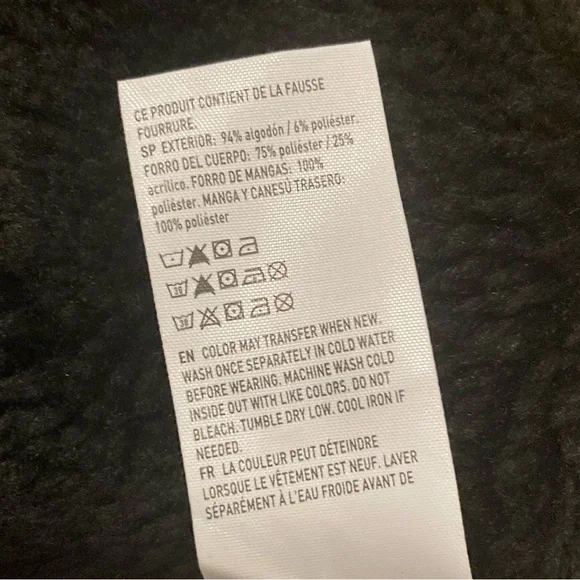 CE PRODUIT CONTIENT DE LA FAUSSE
FOURRURE.
SP EXTERIOR: 94% algodón / 6% poliéster.
FORRO DEL CUERPO: 75% poliéster / 25%
acrílico. FORRO DE MANGAS: 100%
poliéster. MANGA Y CANESÚ TRASERO:
100% poliéster
30
30
EN COLOR MAY TRANSFER WHEN NEW.
WASH ONCE SEPARATELY IN COLD WATER
BEFORE WEARING. MACHINE WASH COLD
INSIDE OUT WITH LIKE COLORS. DO NOT
BLEACH. TUMBLE DRY LOW. COOL IRON IF
NEEDED.
FR LA COULEUR PEUT DÉTEINDRE
LORSQUE LE VÊTEMENT EST NEUF. LAVER
SÉPARÉMENT À L'EAU FROIDE AVANT DE